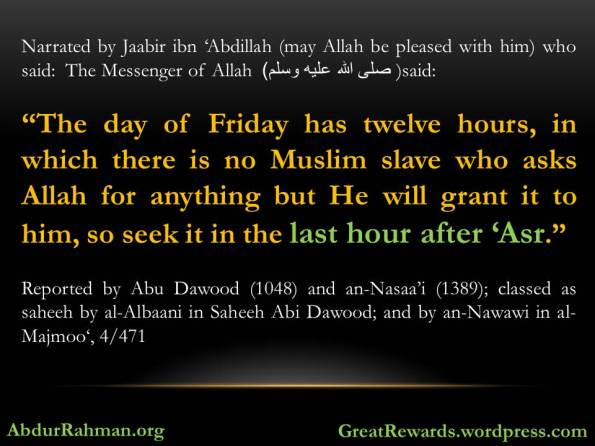 Narrated by Jaabir ibn ‘Abdillah (may Allah be pleased with him) who
said: The Messenger of Allah (صلى الله عليه وسلم )said:
“The day of Friday has twelve hours, in
which there is no Muslim slave who asks
Allah for anything but He will grant it to
him, so seek it in the last hour after ‘Asr.”
Reported by Abu Dawood (1048) and an-Nasaa’i (1389); classed as
saheeh by al-Albaani in Saheeh Abi Dawood; and by an-Nawawi in al-
Majmoo‘, 4/471
AbdurRahman.org
GreatRewards.wordpress.com